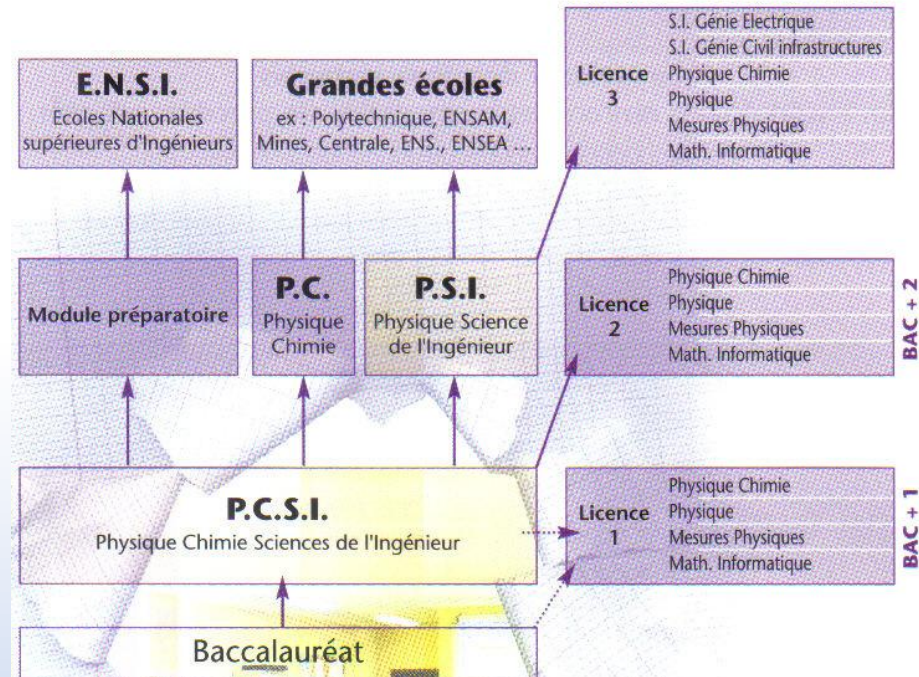 E.N.S.I.
Ecoles Nationales
supérieures d'Ingénieurs
Grandes écoles
ex : Polytechnique, ENSAM,
Mines, Centrale, ENS., ENSEA ...
Licence
3
S.I. Génie Electrique
S.I. Génie Civil infrastructures
Physique Chimie
Physique
Mesures Physiques
Math. Informatique
Module préparatoire
P.C.
Physique
Chimie
P.S.I.
Physique Science
de l'Ingénieur
Licence
2
Physique Chimie
Physique
Mesures Physiques
Math. Informatique
BAC + 2
P.C.S.I.
Physique Chimie Sciences de l'Ingénieur
Licence
1
Physique Chimie
Physique
Mesures Physiques
Math. Informatique
BAC + 1
Baccalauréat